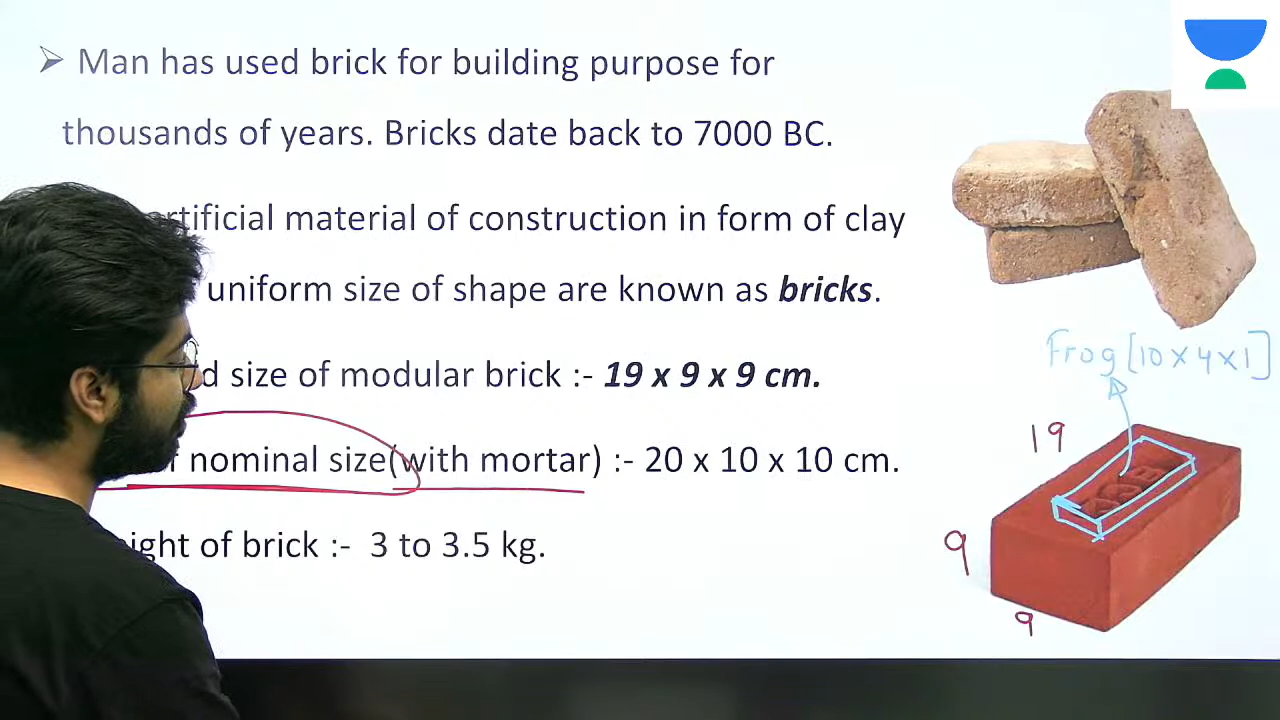 Man has used brick for building purpose for
thousands of years. Bricks date back to 7000 BC.
artificial material of construction in form of clay
uniform size of shape are known as bricks.
size of modular brick :- 19 x 9 x 9 cm.
nominal size(with mortar) :- 20 x 10 x 10 cm.
of brick :- 3 to 3.5 kg.
Frog [10 x 4 x 1]
19
9
9